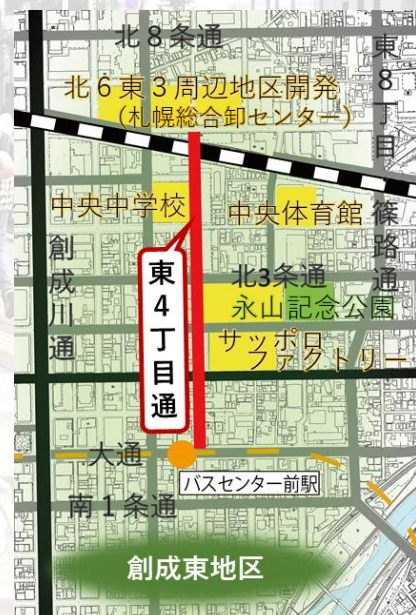 北8条通
北6東3周辺地区開発
(札幌総合卸センター)
東8丁目篠路通
中央中学校
中央体育館
創成川通
東4丁目通
北3条通
永山記念公園
サッポロ
ファクトリー
大通
バスセンター前駅
南1条通
創成東地区